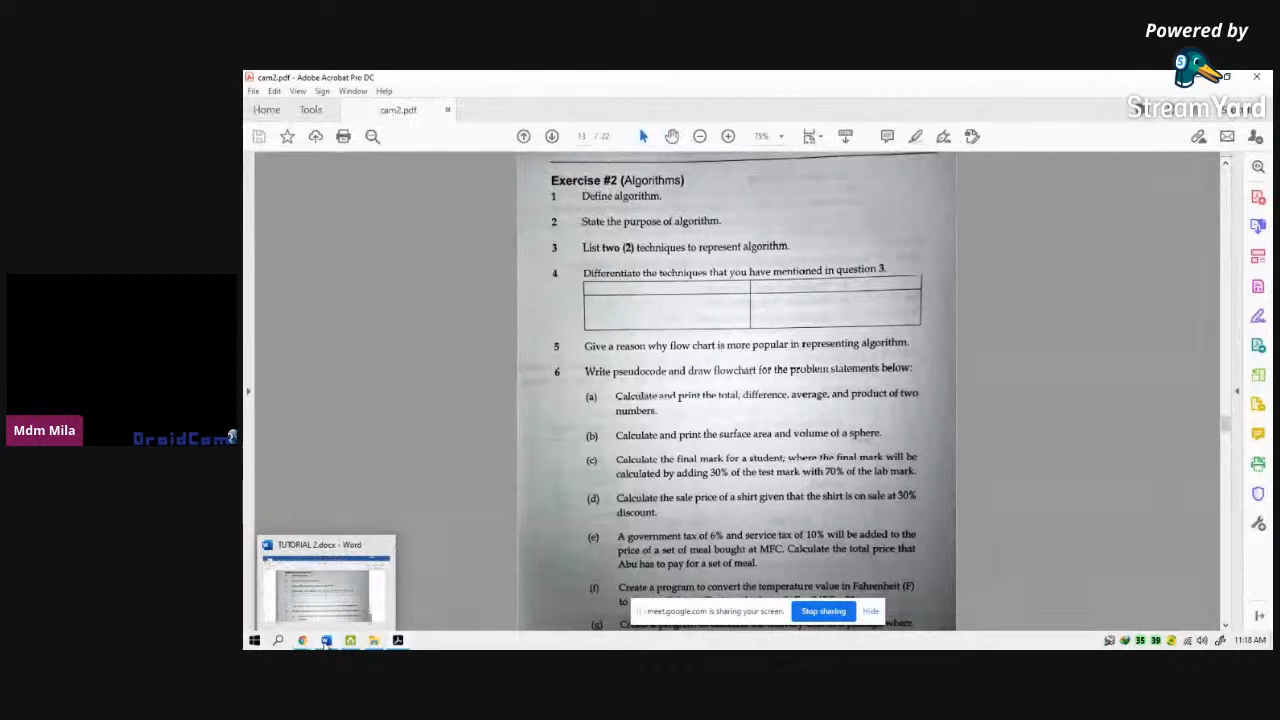 Powered by
StreamYard
cam2.pdf - Adobe Acrobat Pro DC
File Edit View Sign Window Help
Home Tools cam2.pdf
13 / 22 75%
Exercise #2 (Algorithms)
1 Define algorithm.
2 State the purpose of algorithm.
3 List two (2) techniques to represent algorithm.
4 Differentiate the techniques that you have mentioned in question 3.
5 Give a reason why flow chart is more popular in representing algorithm.
6 Write pseudocode and draw flowchart for the problem statements below:
(a) Calculate and print the total, difference, average, and product of two
numbers.
(b) Calculate and print the surface area and volume of a sphere.
(c) Calculate the final mark for a student; where the final mark will be
calculated by adding 30% of the test mark with 70% of the lab mark.
(d) Calculate the sale price of a shirt given that the shirt is on sale at 30%
discount.
(e) A government tax of 6% and service tax of 10% will be added to the
price of a set of meal bought at MFC. Calculate the total price that
Abu has to pay for a set of meal.
(f) Create a program to convert the temperature value in Fahrenheit (F)
to
(g)
where
Mdm Mila
DroidCam
TUTORIAL 2.docx - Word
meet.google.com is sharing your screen. Stop sharing Hide
35 39 11:18 AM